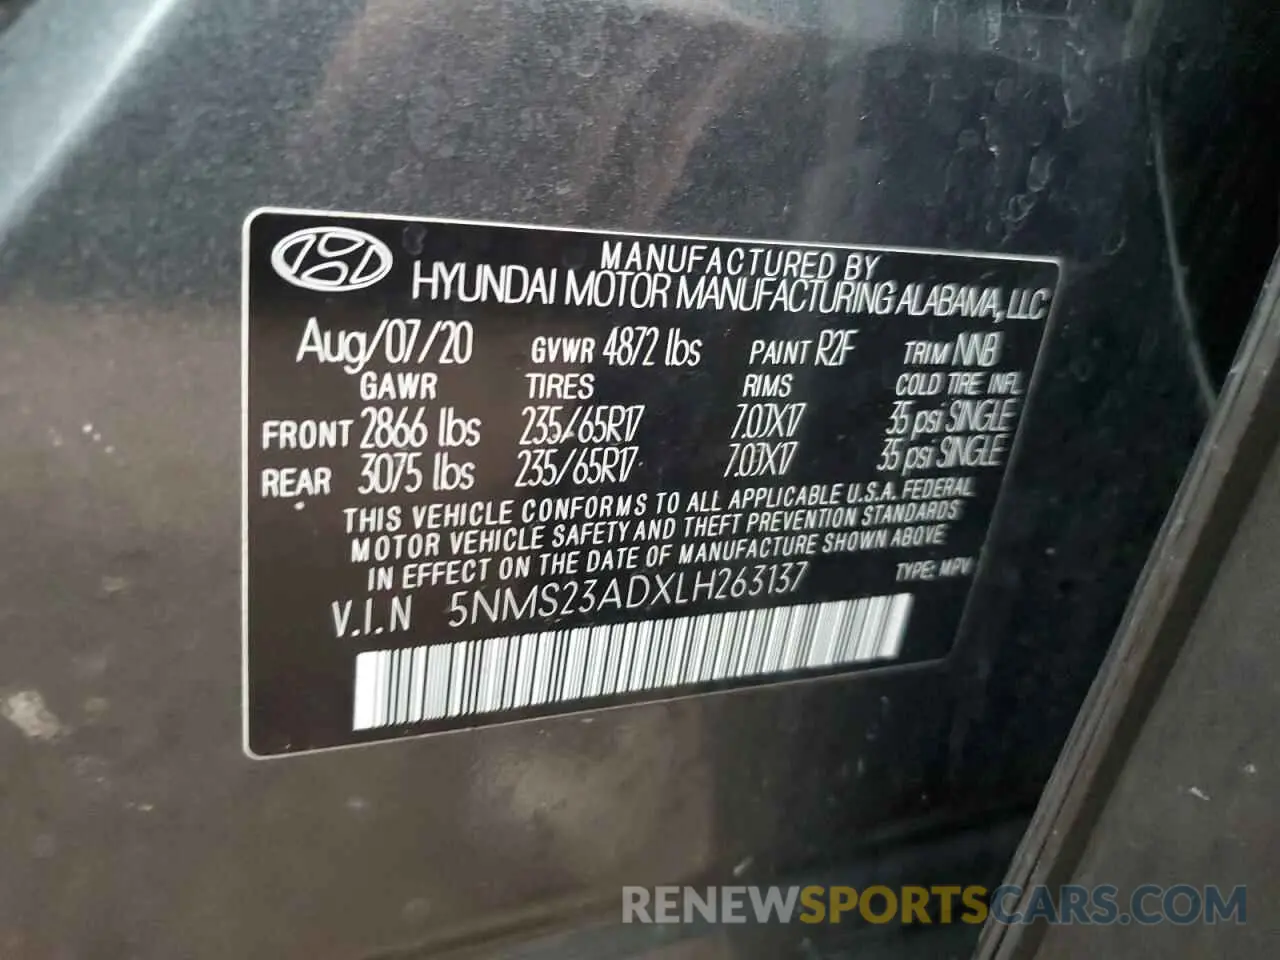 MANUFACTURED BY
HYUNDAI MOTOR MANUFACTURING ALABAMA, LLC
Aug/07/20 GVWR 4872 lbs PAINT R2F TRIM NNB
GAWR TIRES RIMS COLD TIRE INFL
FRONT 2866 lbs 235/65R17 7.0JX17 35 psi SINGLE
REAR 3075 lbs 235/65R17 7.0JX17 35 psi SINGLE
THIS VEHICLE CONFORMS TO ALL APPLICABLE U.S.A. FEDERAL
MOTOR VEHICLE SAFETY AND THEFT PREVENTION STANDARDS
IN EFFECT ON THE DATE OF MANUFACTURE SHOWN ABOVE
V.I.N 5NMS23ADXLH263137 TYPE: MPV
RENEWSPORTSCARS.COM